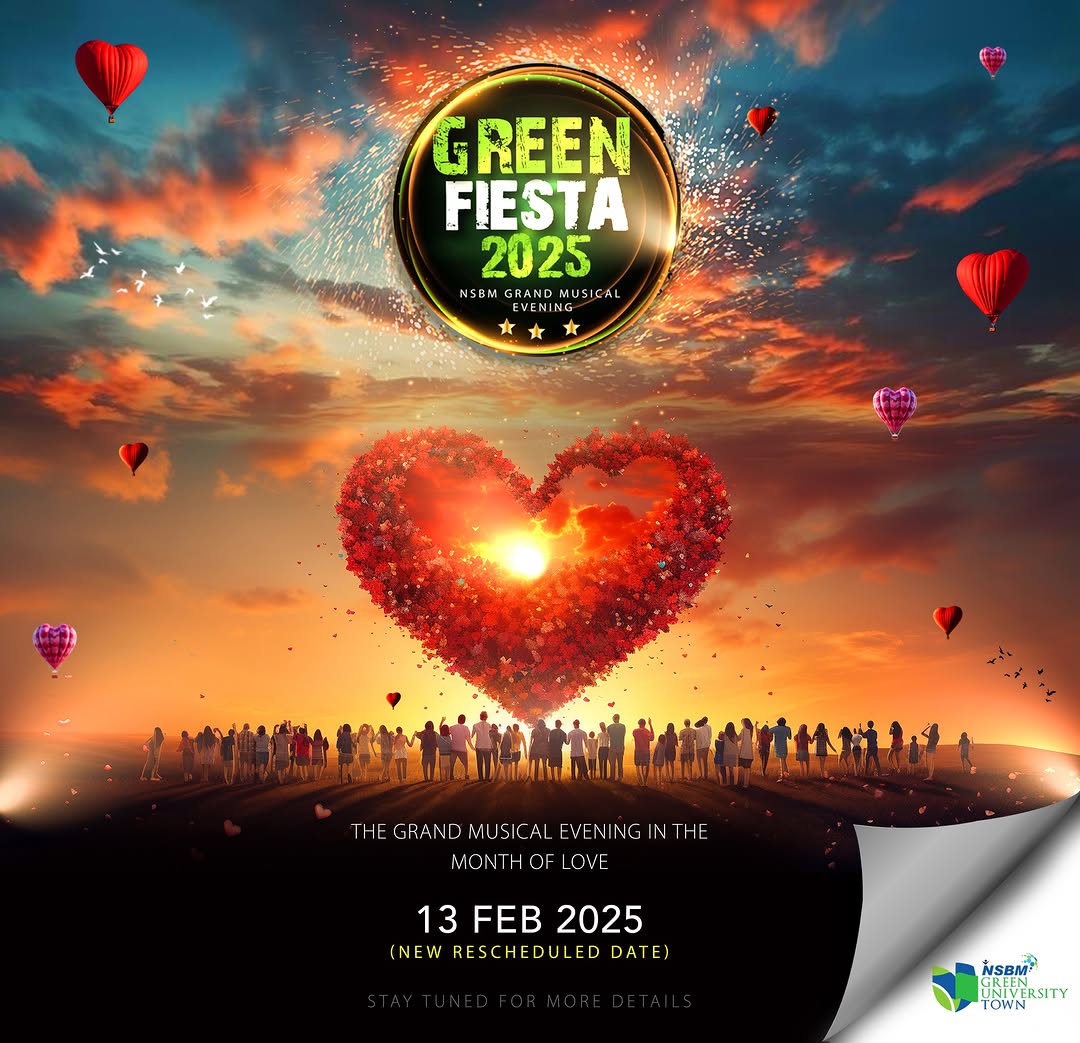 GREEN
FIESTA
2025
NSBM GRAND MUSICAL
EVENING
THE GRAND MUSICAL EVENING IN THE
MONTH OF LOVE
13 FEB 2025
(NEW RESCHEDULED DATE)
STAY TUNED FOR MORE DETAILS
NSBM
GREEN
UNIVERSITY
TOWN